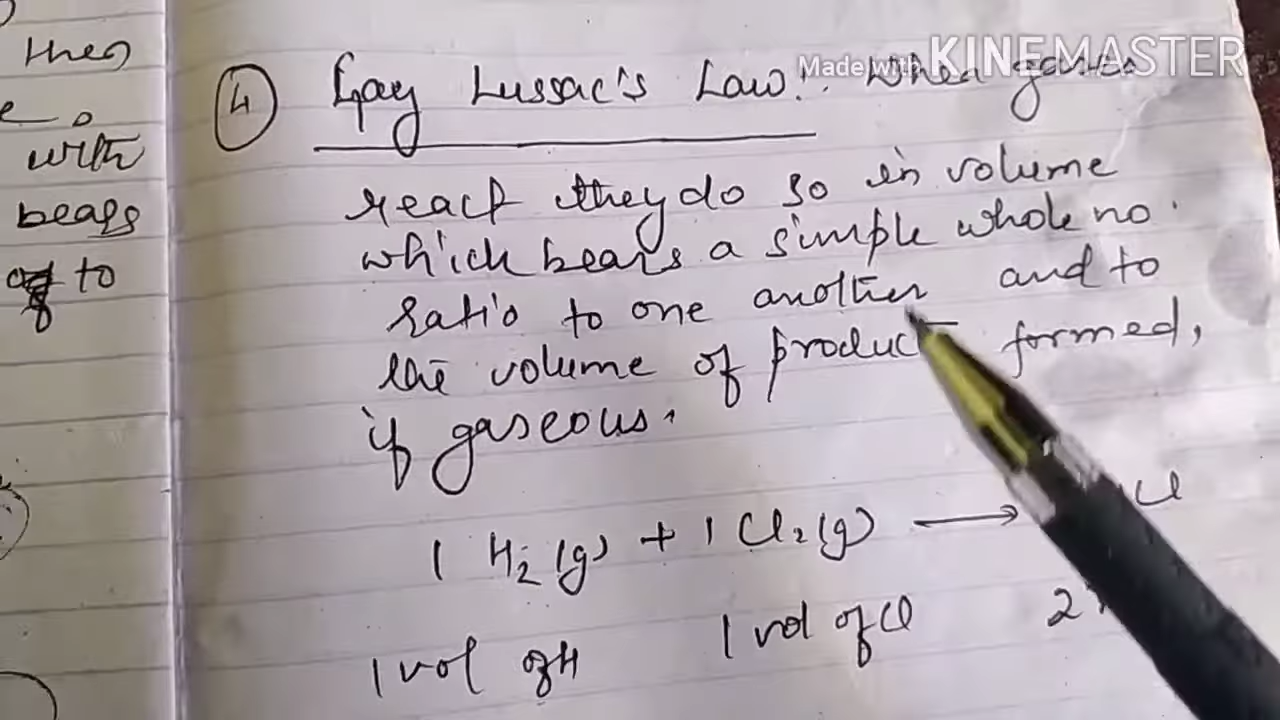 then
e.
with
bears
to
Made with KINEMASTER
4 Gay Lussac's Law:. When gases
react they do so in volume
which bears a simple whole no.
ratio to one another and to
the volume of product formed,
if gaseous.
1 H2 (g) + 1 Cl2 (g) → Cl
1 vol of H 1 vol of Cl 2